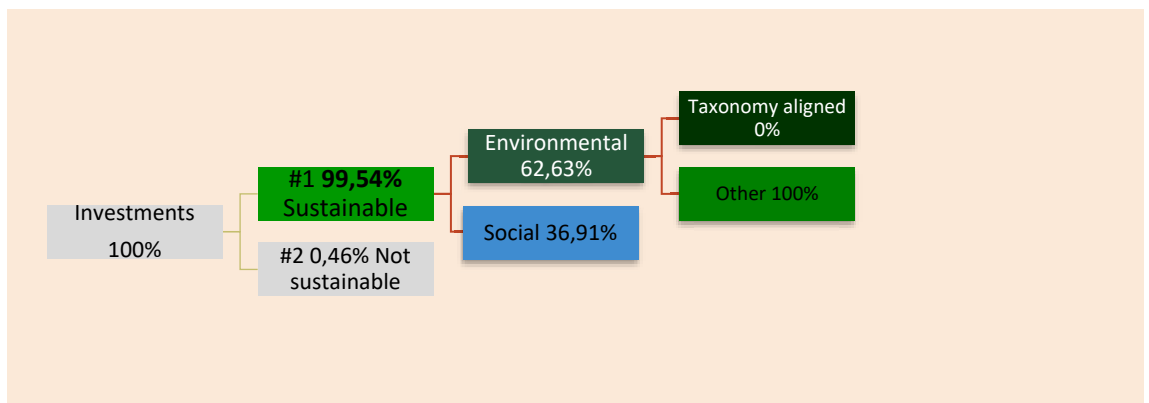 Investments
100%
#1 99,54%
Sustainable
#2 0,46% Not
sustainable
Environmental
62,63%
Social 36,91%
Taxonomy aligned
0%
Other 100%